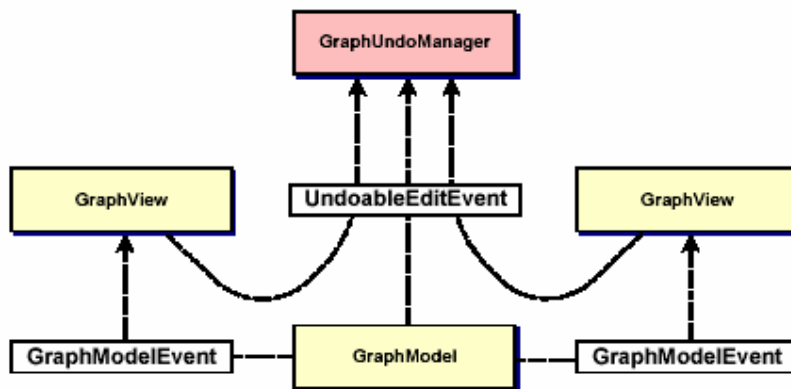 GraphUndoManager
GraphView
UndoableEditEvent
GraphView
GraphModelEvent
GraphModel
GraphModelEvent